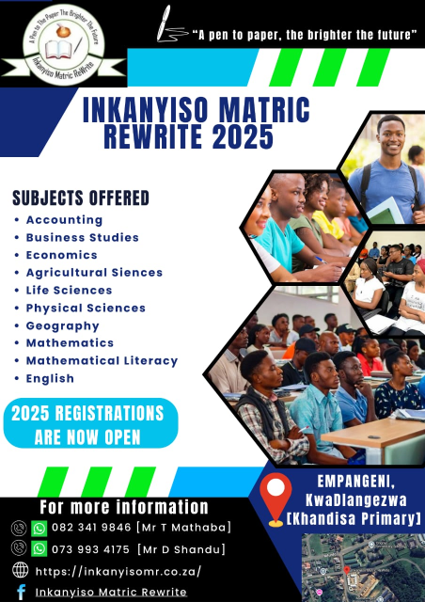 A Pen to The Paper The Brighter The Future
Inkanyiso Matric ReWrite
“A pen to paper, the brighter the future”
INKANYISO MATRIC
REWRITE 2025
SUBJECTS OFFERED
• Accounting
• Business Studies
• Economics
• Agricultural Siences
• Life Sciences
• Physical Sciences
• Geography
• Mathematics
• Mathematical Literacy
• English
2025 REGISTRATIONS
ARE NOW OPEN
For more information
082 341 9846 [Mr T Mathaba]
073 993 4175 [Mr D Shandu]
https://inkanyisomr.co.za/
Inkanyiso Matric Rewrite
EMPANGENI,
KwaDlangezwa
[Khandisa Primary]